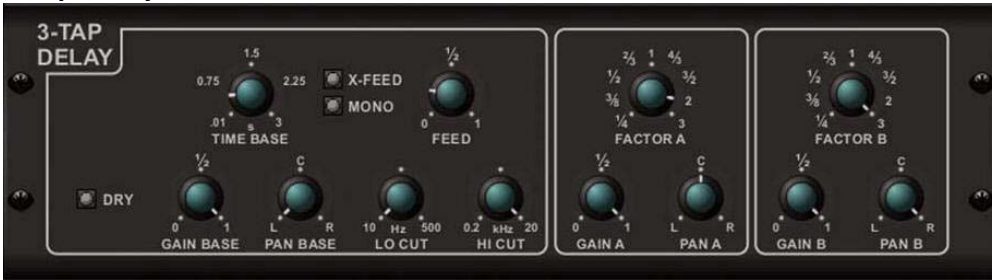 3-TAP
DELAY
1.5
0.75
2.25
.01
s
3
TIME BASE
X-FEED
MONO
½
0
1
FEED
DRY
½
0
1
GAIN BASE
C
L
R
PAN BASE
10
Hz
500
LO CUT
0.2
kHz
20
HI CUT
1
⅔
4/3
½
3/2
⅜
2
¼
3
FACTOR A
½
0
1
GAIN A
C
L
R
PAN A
1
⅔
4/3
½
3/2
⅜
2
¼
3
FACTOR B
½
0
1
GAIN B
C
L
R
PAN B